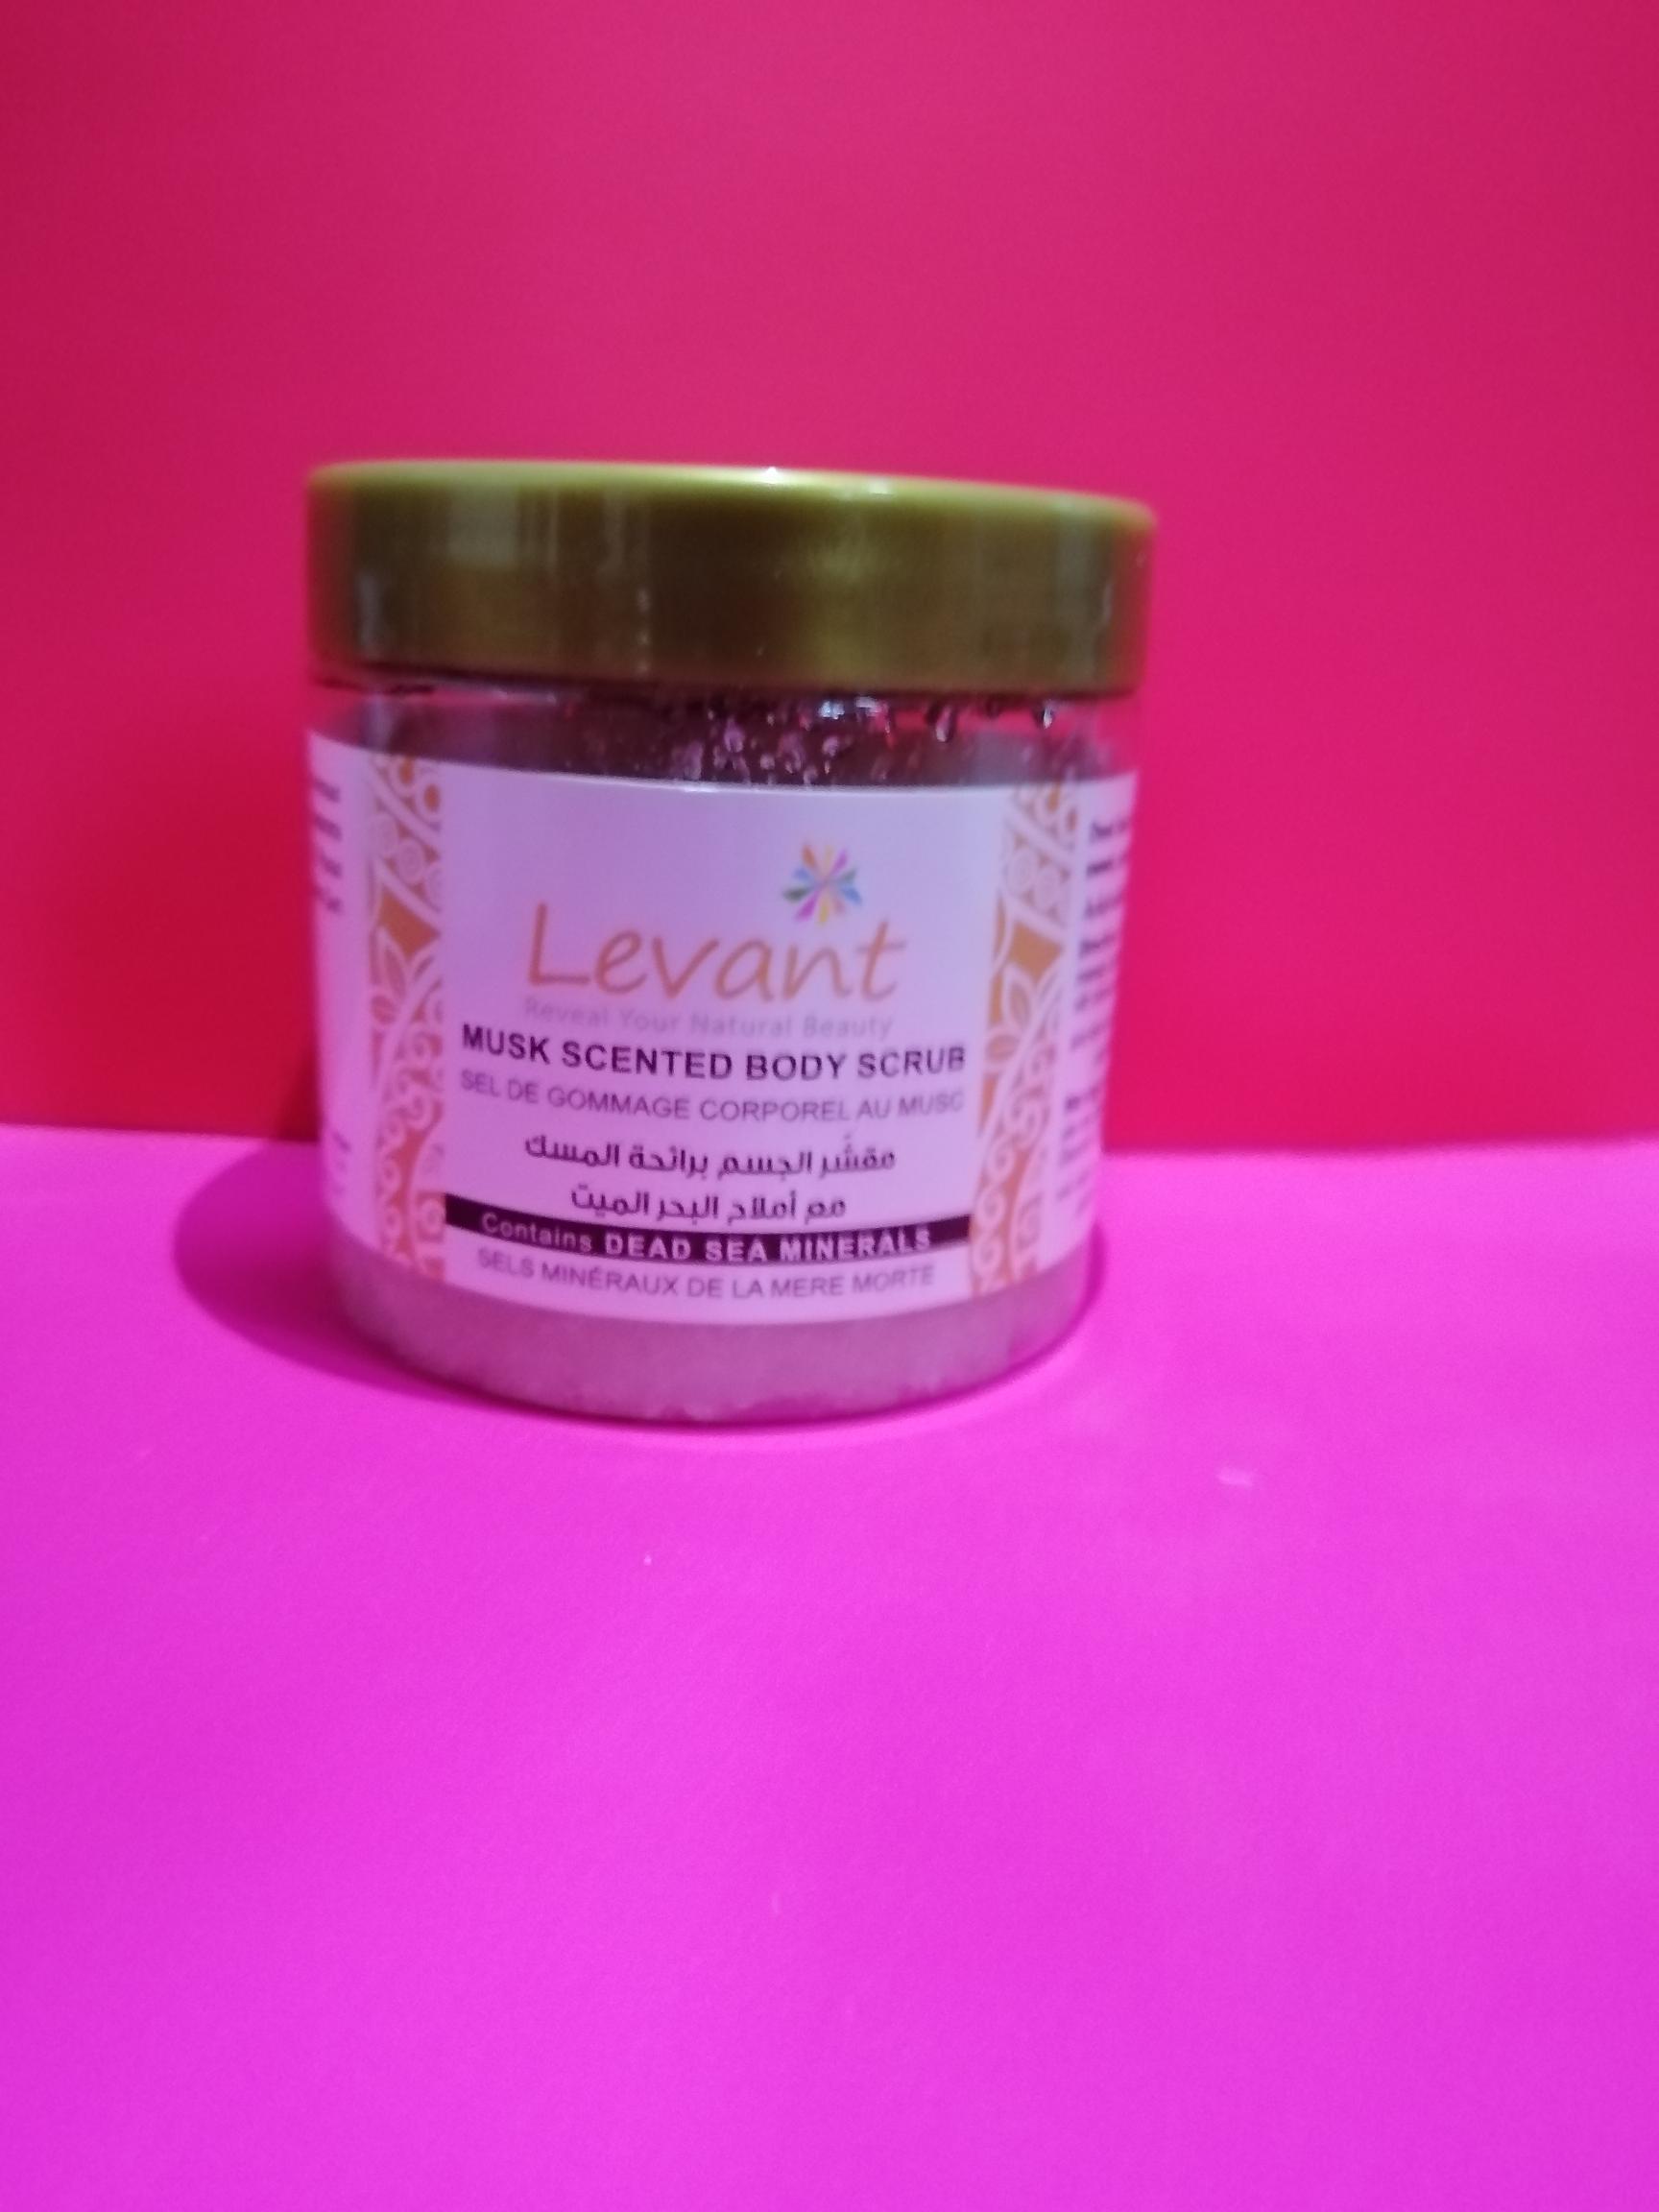 Levant
Reveal Your Natural Beauty
MUSK SCENTED BODY SCRUB
SEL DE GOMMAGE CORPOREL AU MUSC
مقشّر الجسم برائحة المسك
مع أملاح البحر الميت
Contains DEAD SEA MINERALS
SELS MINÉRAUX DE LA MERE MORTE